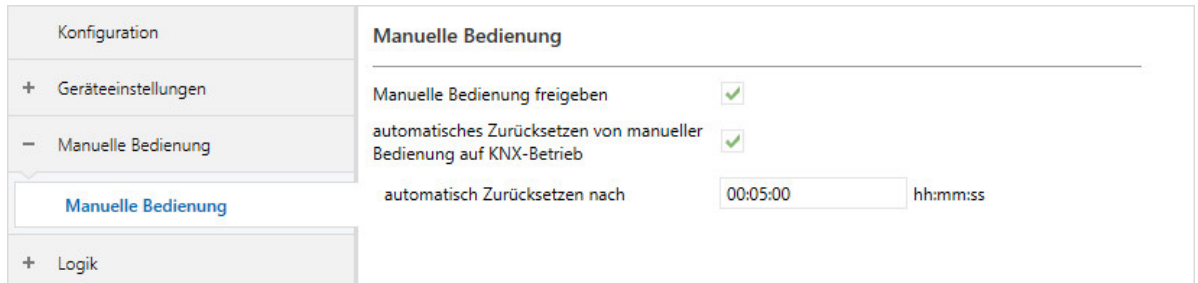 Konfiguration
+ Geräteeinstellungen
− Manuelle Bedienung
Manuelle Bedienung
+ Logik
Manuelle Bedienung
Manuelle Bedienung freigeben
automatisches Zurücksetzen von manueller
Bedienung auf KNX-Betrieb
automatisch Zurücksetzen nach 00:05:00 hh:mm:ss